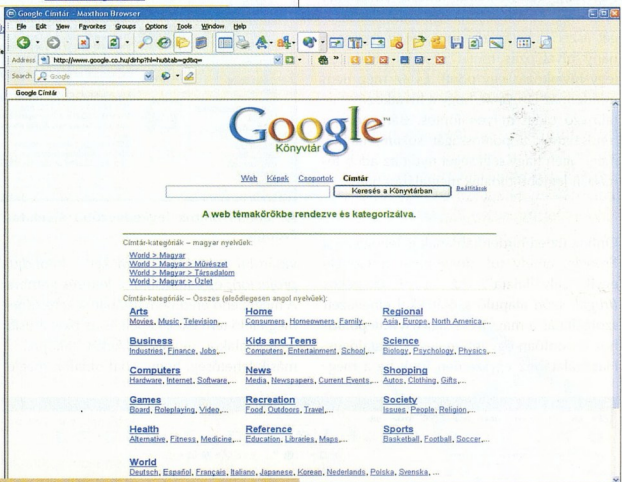 Google Címtár - Maxthon Browser
File Edit View Favorites Groups Options Tools Window Help
Address http://www.google.co.hu/dirhp?hl=hu&tab=gd&q=
Search Google
Google Címtár
Google™
Könyvtár
Web Képek Csoportok Címtár
Keresés a Könyvtárban Beállítások
A web témakörökbe rendezve és kategorizálva.
Címtár-kategóriák – magyar nyelvűek:
World > Magyar
World > Magyar > Művészet
World > Magyar > Társadalom
World > Magyar > Üzlet
Címtár-kategóriák – Összes (elsődlegesen angol nyelvűek):
Arts Home Regional
Movies, Music, Television,... Consumers, Homeowners, Family,... Asia, Europe, North America,...
Business Kids and Teens Science
Industries, Finance, Jobs,... Computers, Entertainment, School,... Biology, Psychology, Physics,...
Computers News Shopping
Hardware, Internet, Software,... Media, Newspapers, Current Events,... Autos, Clothing, Gifts,...
Games Recreation Society
Board, Roleplaying, Video,... Food, Outdoors, Travel,... Issues, People, Religion,...
Health Reference Sports
Alternative, Fitness, Medicine,... Education, Libraries, Maps,... Basketball, Football, Soccer,...
World
Deutsch, Español, Français, Italiano, Japanese, Korean, Nederlands, Polska, Svenska, ...